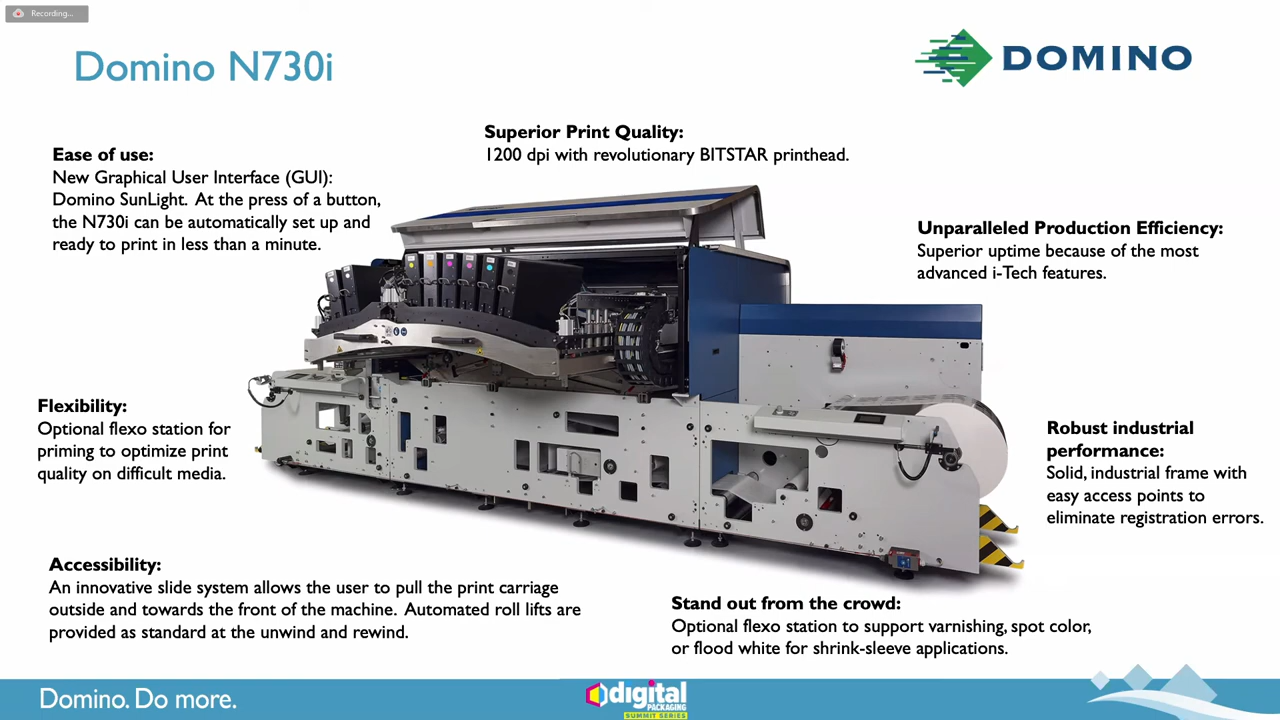 Recording...
Domino N730i
DOMINO
Superior Print Quality:
1200 dpi with revolutionary BITSTAR printhead.
Ease of use:
New Graphical User Interface (GUI):
Domino SunLight. At the press of a button,
the N730i can be automatically set up and
ready to print in less than a minute.
Unparalleled Production Efficiency:
Superior uptime because of the most
advanced i-Tech features.
Flexibility:
Optional flexo station for
priming to optimize print
quality on difficult media.
Robust industrial
performance:
Solid, industrial frame with
easy access points to
eliminate registration errors.
Accessibility:
An innovative slide system allows the user to pull the print carriage
outside and towards the front of the machine. Automated roll lifts are
provided as standard at the unwind and rewind.
Stand out from the crowd:
Optional flexo station to support varnishing, spot color,
or flood white for shrink-sleeve applications.
Domino. Do more.
digital
PACKAGING
SUMMIT SERIES